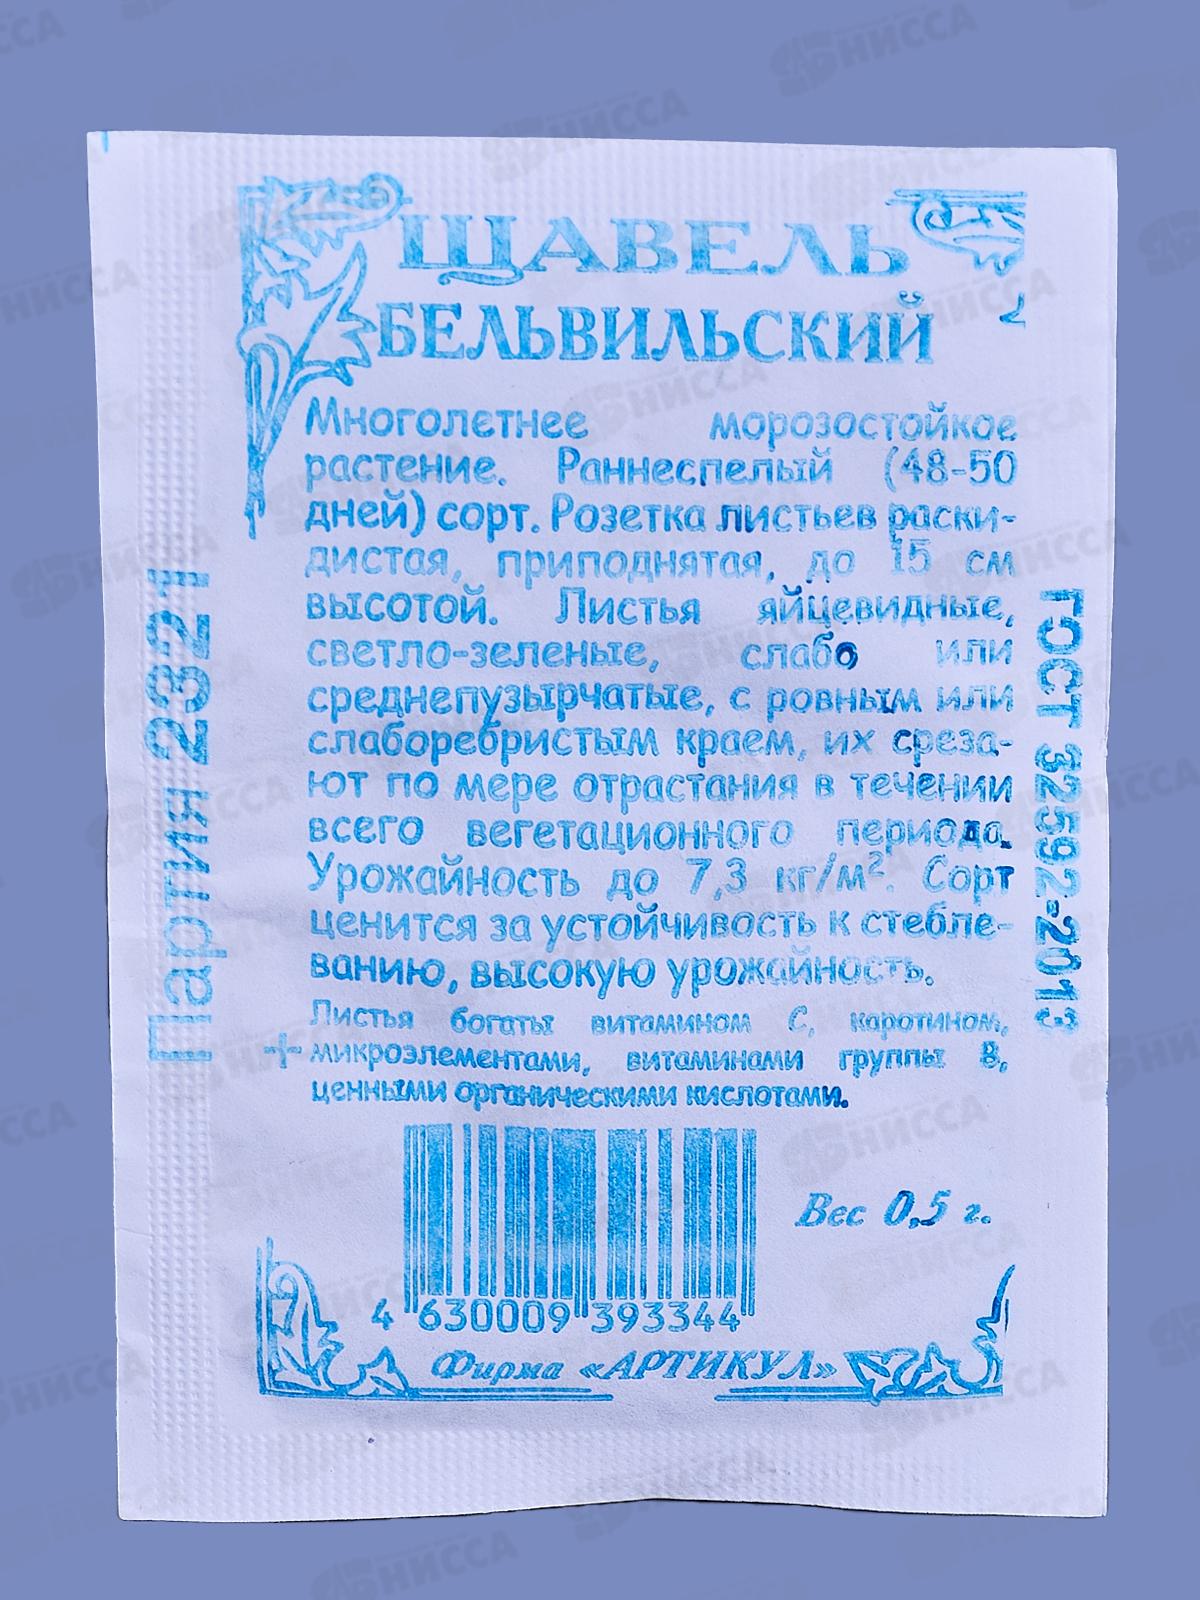 ЩАВЕЛЬ
БЕЛЬВИЛЬСКИЙ
Многолетнее морозостойкое
растение. Раннеспелый (48-50
дней) сорт. Розетка листьев раски-
дистая, приподнятая, до 15 см
высотой. Листья яйцевидные,
светло-зеленые, слабо или
среднепузырчатые, с ровным или
слаборебристым краем, их среза-
ют по мере отрастания в течении
всего вегетационного периода.
Урожайность до 7,3 кг/м². Сорт
ценится за устойчивость к стебле-
ванию, высокую урожайность.
Листья богаты витамином С, каротином,
микроэлементами, витаминами группы В,
ценными органическими кислотами.
Вес 0,5 г.
4 630009 393344
Фирма «АРТИКУЛ»
Партия 2321
ГОСТ 32592-2013
НИССА